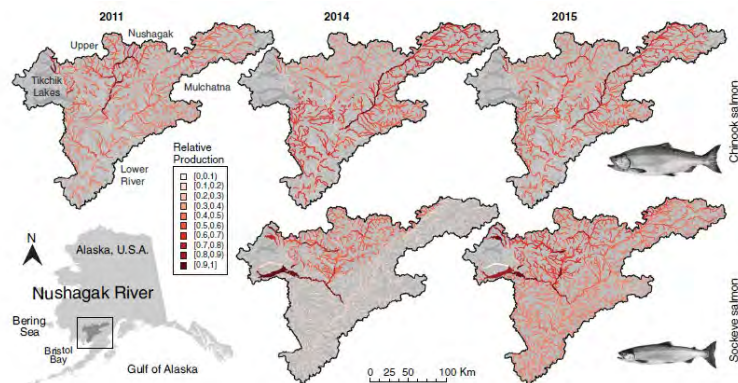 2011
2014
2015
Upper
Nushagak
Tikchik
Lakes
Mulchatna
Lower
River
Chinook salmon
Relative
Production
[0,0.1)
[0.1,0.2)
[0.2,0.3)
[0.3,0.4)
[0.4,0.5)
[0.5,0.6)
[0.6,0.7)
[0.7,0.8)
[0.8,0.9)
[0.9,1]
N
Alaska, U.S.A.
Nushagak River
Bering
Sea
Bristol
Bay
Gulf of Alaska
0 25 50 100 Km
Sockeye salmon